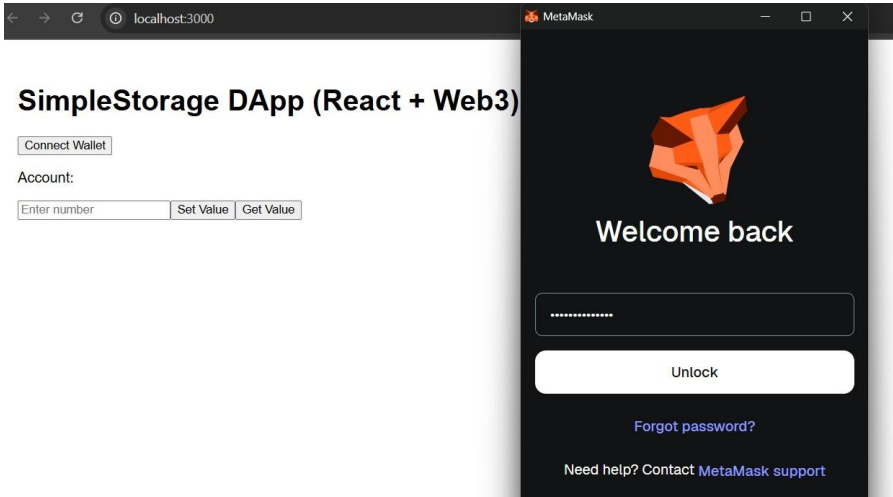 localhost:3000
MetaMask
SimpleStorage DApp (React + Web3)
Connect Wallet
Account:
Enter number Set Value Get Value
Welcome back
••••••••••••••
Unlock
Forgot password?
Need help? Contact MetaMask support